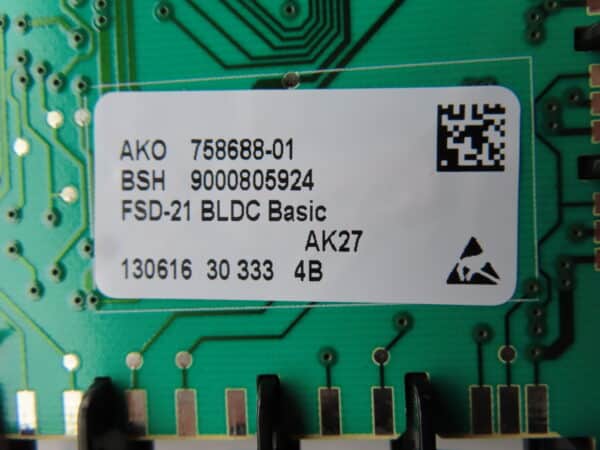 AKO 758688-01
BSH 9000805924
FSD-21 BLDC Basic
AK27
130616 30 333 4B